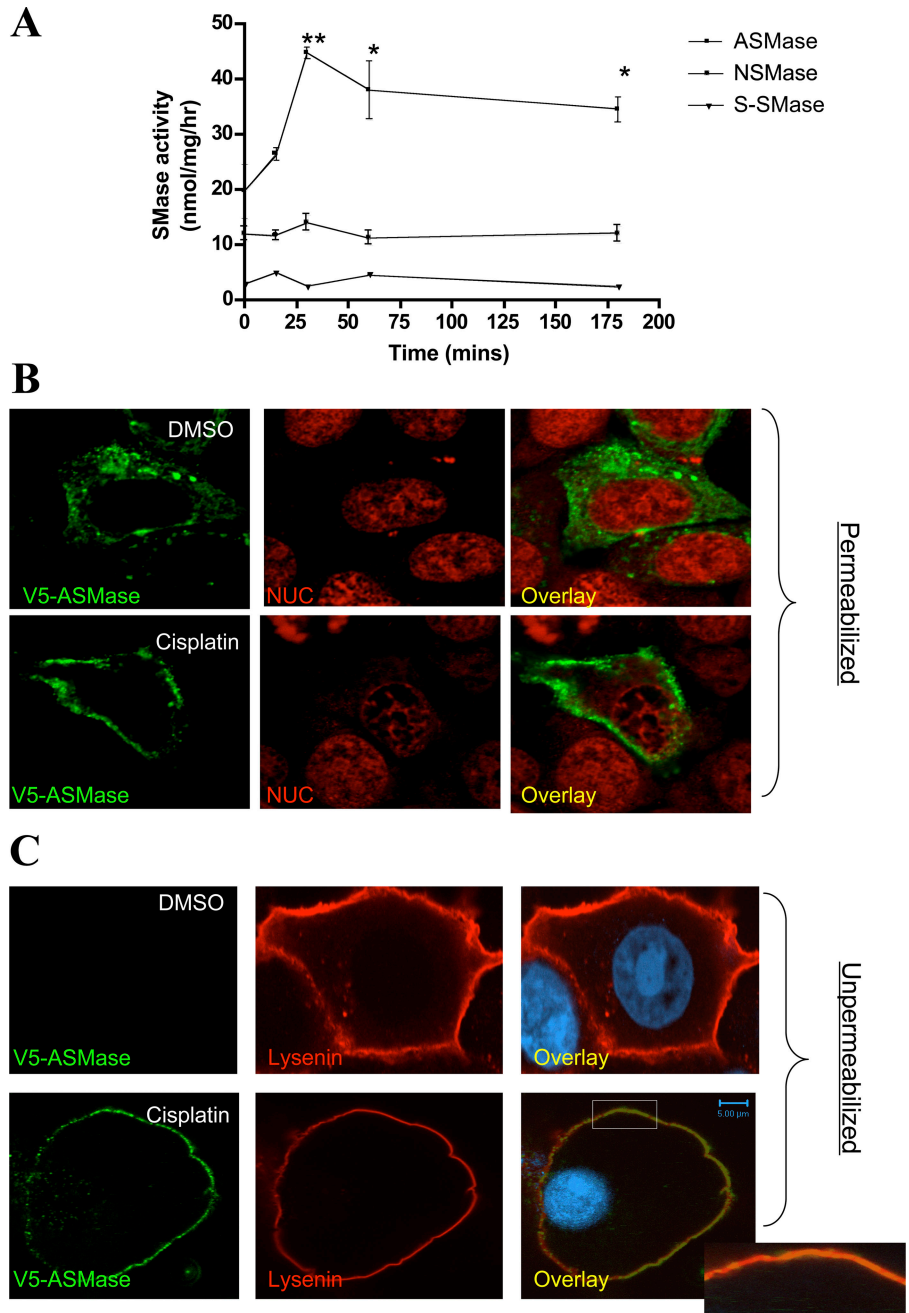 A
50
40
30
20
10
0
SMase activity
(nmol/mg/hr)
**
*
*
0 25 50 75 100 125 150 175 200
Time (mins)
ASMase
NSMase
S-SMase
B
DMSO
V5-ASMase
NUC
Overlay
Cisplatin
V5-ASMase
NUC
Overlay
Permeabilized
C
DMSO
V5-ASMase
Lysenin
Overlay
Cisplatin
V5-ASMase
Lysenin
5.00 µm
Overlay
Unpermeabilized